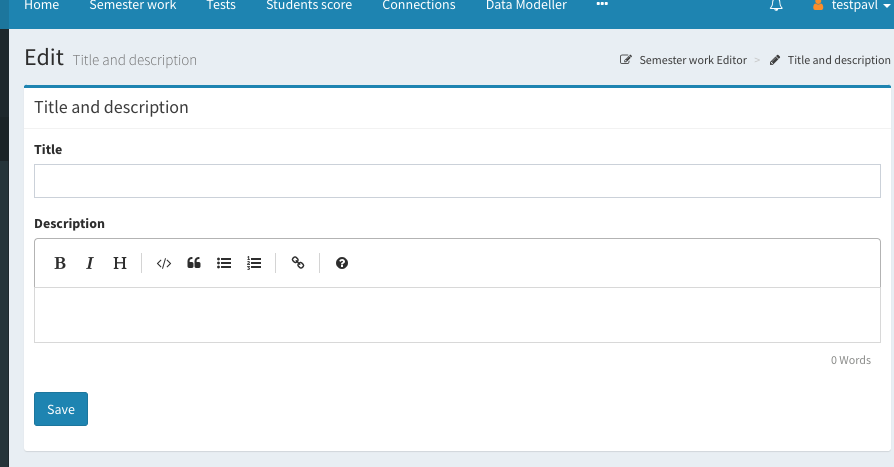 Home Semester work Tests Students score Connections Data Modeller ••• testpavl
Edit Title and description Semester work Editor > Title and description
Title and description
Title
Description
B I H
0 Words
Save